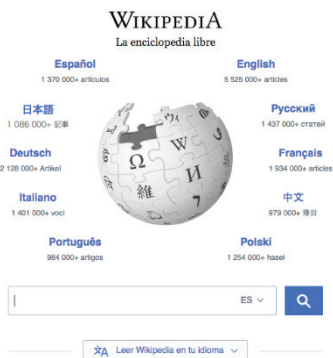 WIKIPEDIA
La enciclopedia libre
Español
1 370 000+ artículos
English
5 525 000+ articles
日本語
1 086 000+ 記事
Русский
1 437 000+ статей
Deutsch
2 128 000+ Artikel
Français
1 934 000+ articles
Italiano
1 401 000+ voci
中文
979 000+ 條目
Português
984 000+ artigos
Polski
1 254 000+ haseł
Ω
W
И
維
ES
Leer Wikipedia en tu idioma